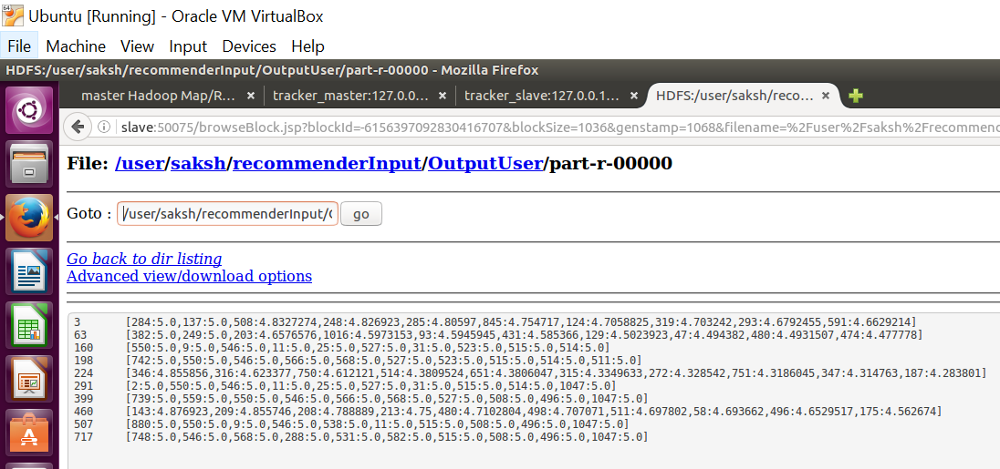 Ubuntu [Running] - Oracle VM VirtualBox
File Machine View Input Devices Help
HDFS:/user/saksh/recommenderInput/OutputUser/part-r-00000 - Mozilla Firefox
master Hadoop Map/R... × tracker_master:127.0.0... × tracker_slave:127.0.0.1... × HDFS:/user/saksh/reco... ×
slave:50075/browseBlock.jsp?blockId=-6156397092830416707&blockSize=1036&genstamp=1068&filename=%2Fuser%2Fsaksh%2Frecommen
File: /user/saksh/recommenderInput/OutputUser/part-r-00000
Goto : /user/saksh/recommenderInput/ go
Go back to dir listing
Advanced view/download options
3 [284:5.0,137:5.0,508:4.8327274,248:4.826923,285:4.80597,845:4.754717,124:4.7058825,319:4.703242,293:4.6792455,591:4.6629214]
63 [382:5.0,249:5.0,203:4.6576576,1016:4.5973153,93:4.5945945,431:4.585366,129:4.5023923,47:4.494382,480:4.4931507,474:4.477778]
160 [550:5.0,9:5.0,546:5.0,11:5.0,25:5.0,527:5.0,31:5.0,523:5.0,515:5.0,514:5.0]
198 [742:5.0,550:5.0,546:5.0,566:5.0,568:5.0,527:5.0,523:5.0,515:5.0,514:5.0,511:5.0]
224 [346:4.855856,316:4.623377,750:4.612121,514:4.3809524,651:4.3806047,315:4.3349633,272:4.328542,751:4.3186045,347:4.314763,187:4.283801]
291 [2:5.0,550:5.0,546:5.0,11:5.0,25:5.0,527:5.0,31:5.0,515:5.0,514:5.0,1047:5.0]
399 [739:5.0,559:5.0,550:5.0,546:5.0,566:5.0,568:5.0,527:5.0,508:5.0,496:5.0,1047:5.0]
460 [143:4.876923,209:4.855746,208:4.788889,213:4.75,480:4.7102804,498:4.707071,511:4.697802,58:4.693662,496:4.6529517,175:4.562674]
507 [880:5.0,550:5.0,9:5.0,546:5.0,538:5.0,11:5.0,515:5.0,508:5.0,496:5.0,1047:5.0]
717 [748:5.0,546:5.0,568:5.0,288:5.0,531:5.0,582:5.0,515:5.0,508:5.0,496:5.0,1047:5.0]